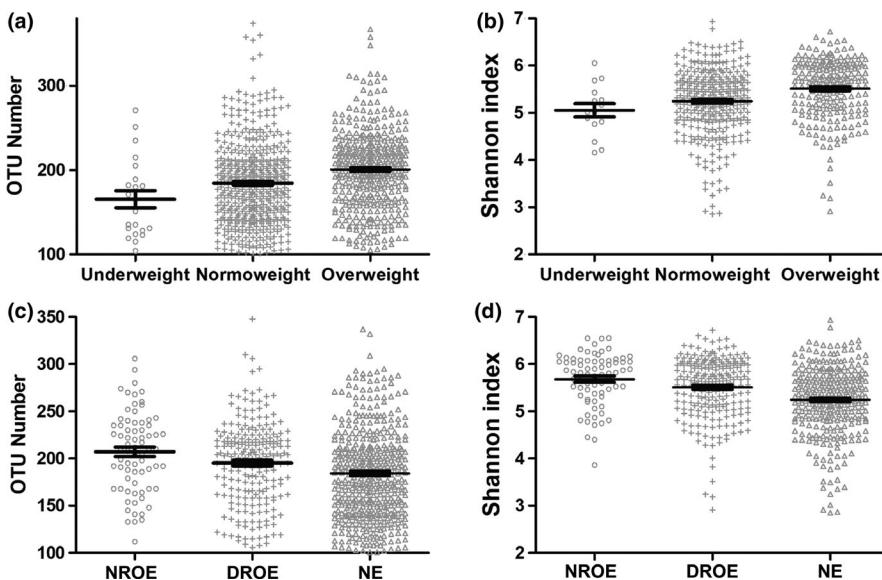 (a)
OTU Number
300
200
100
Underweight Normoweight Overweight
(b)
Shannon index
7
6
5
4
3
2
Underweight Normoweight Overweight
(c)
OTU Number
350
300
250
200
150
100
NROE DROE NE
(d)
Shannon index
7
6
5
4
3
2
NROE DROE NE